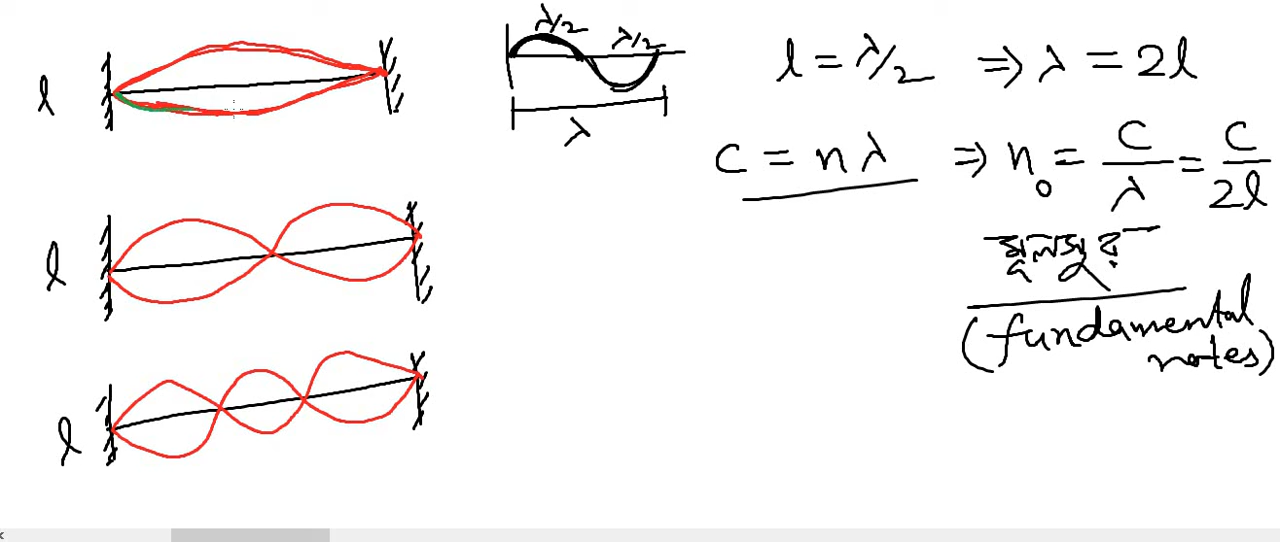 λ/2
λ/2
l
l = λ/2 ⇒ λ = 2l
λ
C = nλ ⇒ n₀ = C/λ = C/2l
l
(fundamental
notes)
l